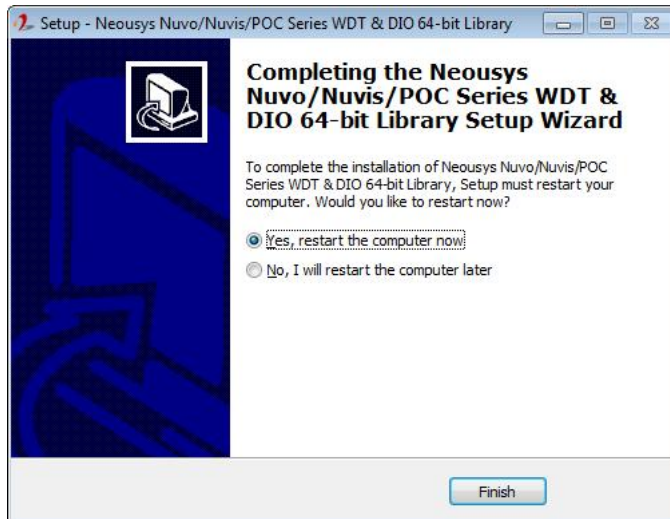 Setup - Neousys Nuvo/Nuvis/POC Series WDT & DIO 64-bit Library
Completing the Neousys
Nuvo/Nuvis/POC Series WDT &
DIO 64-bit Library Setup Wizard
To complete the installation of Neousys Nuvo/Nuvis/POC
Series WDT & DIO 64-bit Library, Setup must restart your
computer. Would you like to restart now?
Yes, restart the computer now
No, I will restart the computer later
Finish